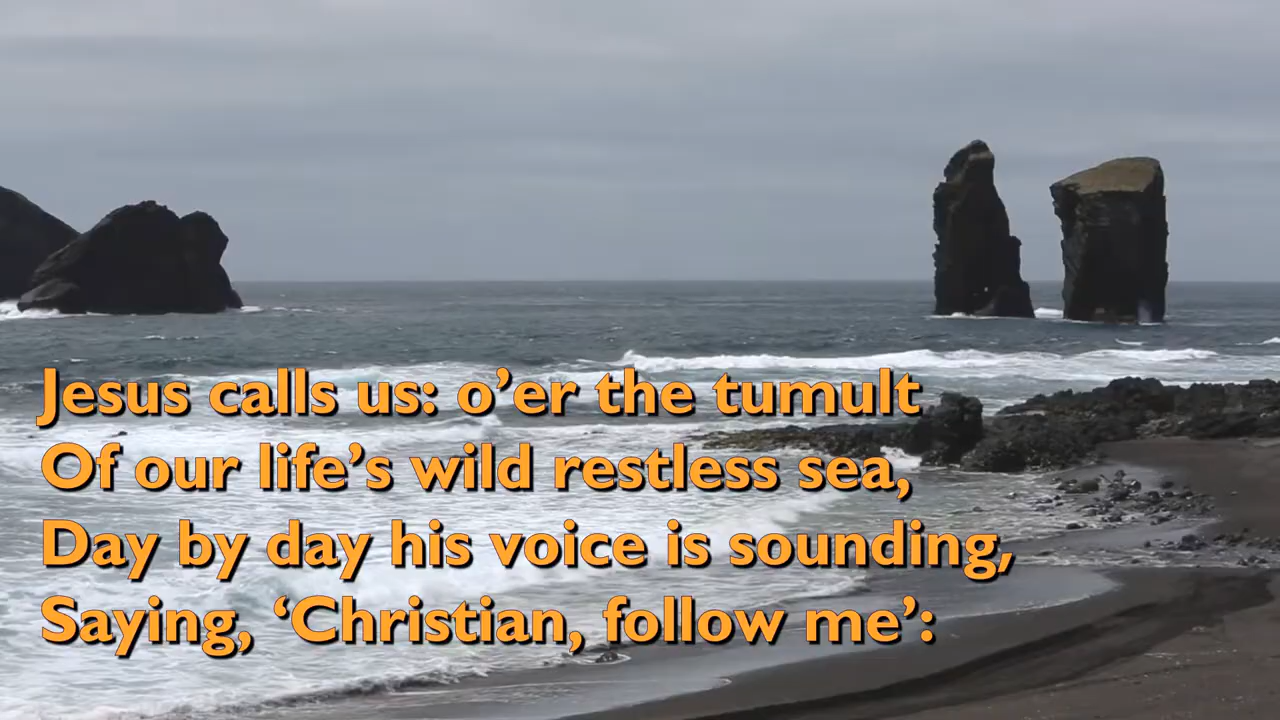 Jesus calls us: o’er the tumult
Of our life’s wild restless sea,
Day by day his voice is sounding,
Saying, ‘Christian, follow me’: